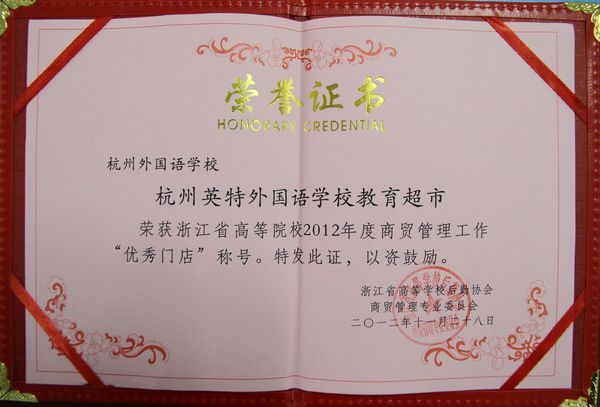 荣誉证书
HONORARY CREDENTIAL
杭州外国语学校
杭州英特外国语学校教育超市
荣获浙江省高等院校2012年度商贸管理工作
“优秀门店”称号。特发此证，以资鼓励。
浙江省高等学校后勤协会
商贸管理专业委员会
二〇一二年十一月二十八日